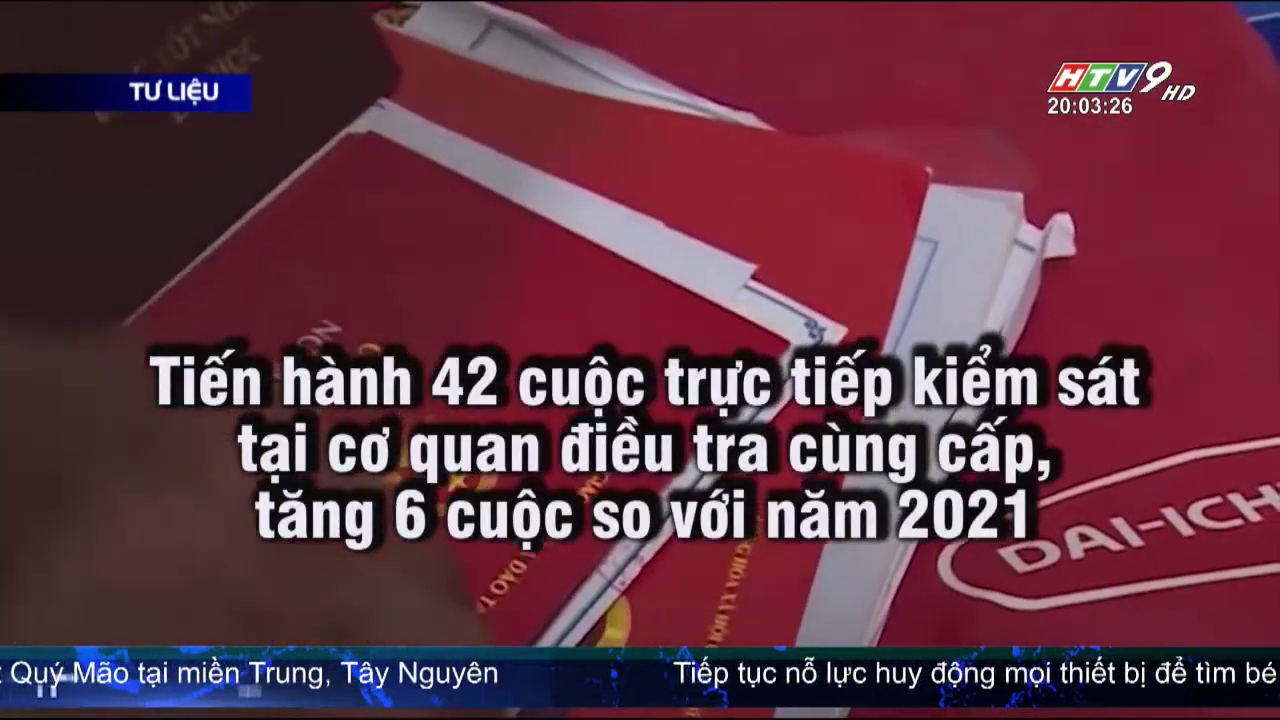 TƯ LIỆU
HTV9 HD
20:03:26
Tiến hành 42 cuộc trực tiếp kiểm sát
tại cơ quan điều tra cùng cấp,
tăng 6 cuộc so với năm 2021
DAI-ICH
Quý Mão tại miền Trung, Tây Nguyên
Tiếp tục nỗ lực huy động mọi thiết bị để tìm bé